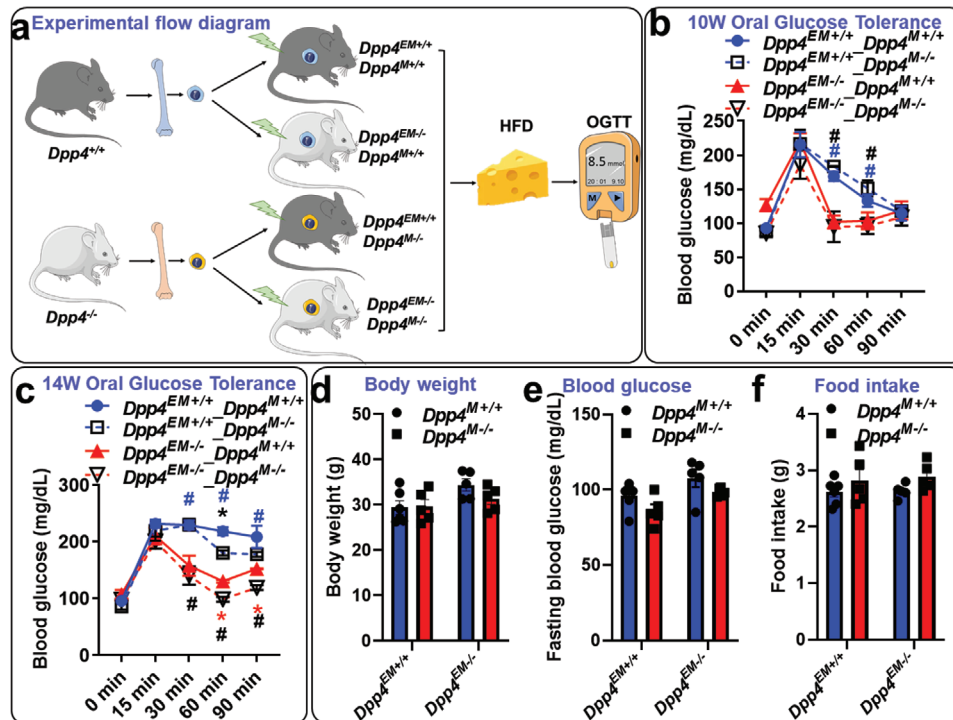 a
Experimental flow diagram
Dpp4+/+
Dpp4EM+/+
Dpp4M+/+
Dpp4EM-/-
Dpp4M+/+
Dpp4-/-
Dpp4EM+/+
Dpp4M-/-
Dpp4EM-/-
Dpp4M-/-
HFD
OGTT
8.5 mmol
20 01 9.10
M
b
10W Oral Glucose Tolerance
Dpp4EM+/+_Dpp4M+/+
Dpp4EM+/+_Dpp4M-/-
Dpp4EM-/-_Dpp4M+/+
Dpp4EM-/-_Dpp4M-/-
Blood glucose (mg/dL)
250
200
150
100
50
0
# #
# #
0 min
15 min
30 min
60 min
90 min
c
14W Oral Glucose Tolerance
Dpp4EM+/+_Dpp4M+/+
Dpp4EM+/+_Dpp4M-/-
Dpp4EM-/-_Dpp4M+/+
Dpp4EM-/-_Dpp4M-/-
Blood glucose (mg/dL)
300
200
100
0
# # #
*
* *
# # #
0 min
15 min
30 min
60 min
90 min
d
Body weight
Dpp4M+/+
Dpp4M-/-
Body weight (g)
50
40
30
20
10
0
Dpp4EM+/+
Dpp4EM-/-
e
Blood glucose
Dpp4M+/+
Dpp4M-/-
Fasting blood glucose (mg/dL)
150
100
50
0
Dpp4EM+/+
Dpp4EM-/-
f
Food intake
Dpp4M+/+
Dpp4M-/-
Food intake (g)
4
3
2
1
0
Dpp4EM+/+
Dpp4EM-/-